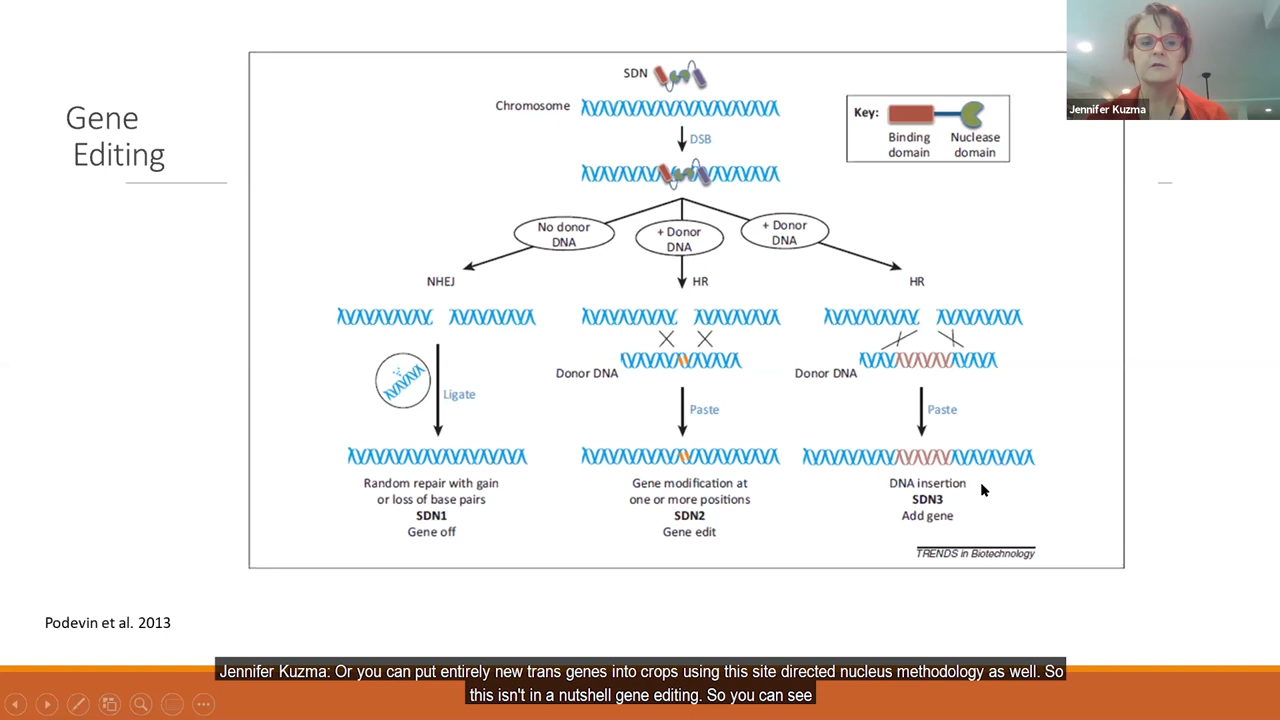 Gene
Editing
SDN
Chromosome
DSB
Key:
Binding
domain
Nuclease
domain
No donor
DNA
+ Donor
DNA
+ Donor
DNA
NHEJ
HR
HR
Donor DNA
Donor DNA
Ligate
Paste
Paste
Random repair with gain
or loss of base pairs
SDN1
Gene off
Gene modification at
one or more positions
SDN2
Gene edit
DNA insertion
SDN3
Add gene
TRENDS in Biotechnology
Podevin et al. 2013
Jennifer Kuzma
Jennifer Kuzma: Or you can put entirely new trans genes into crops using this site directed nucleus methodology as well. So
this isn't in a nutshell gene editing. So you can see